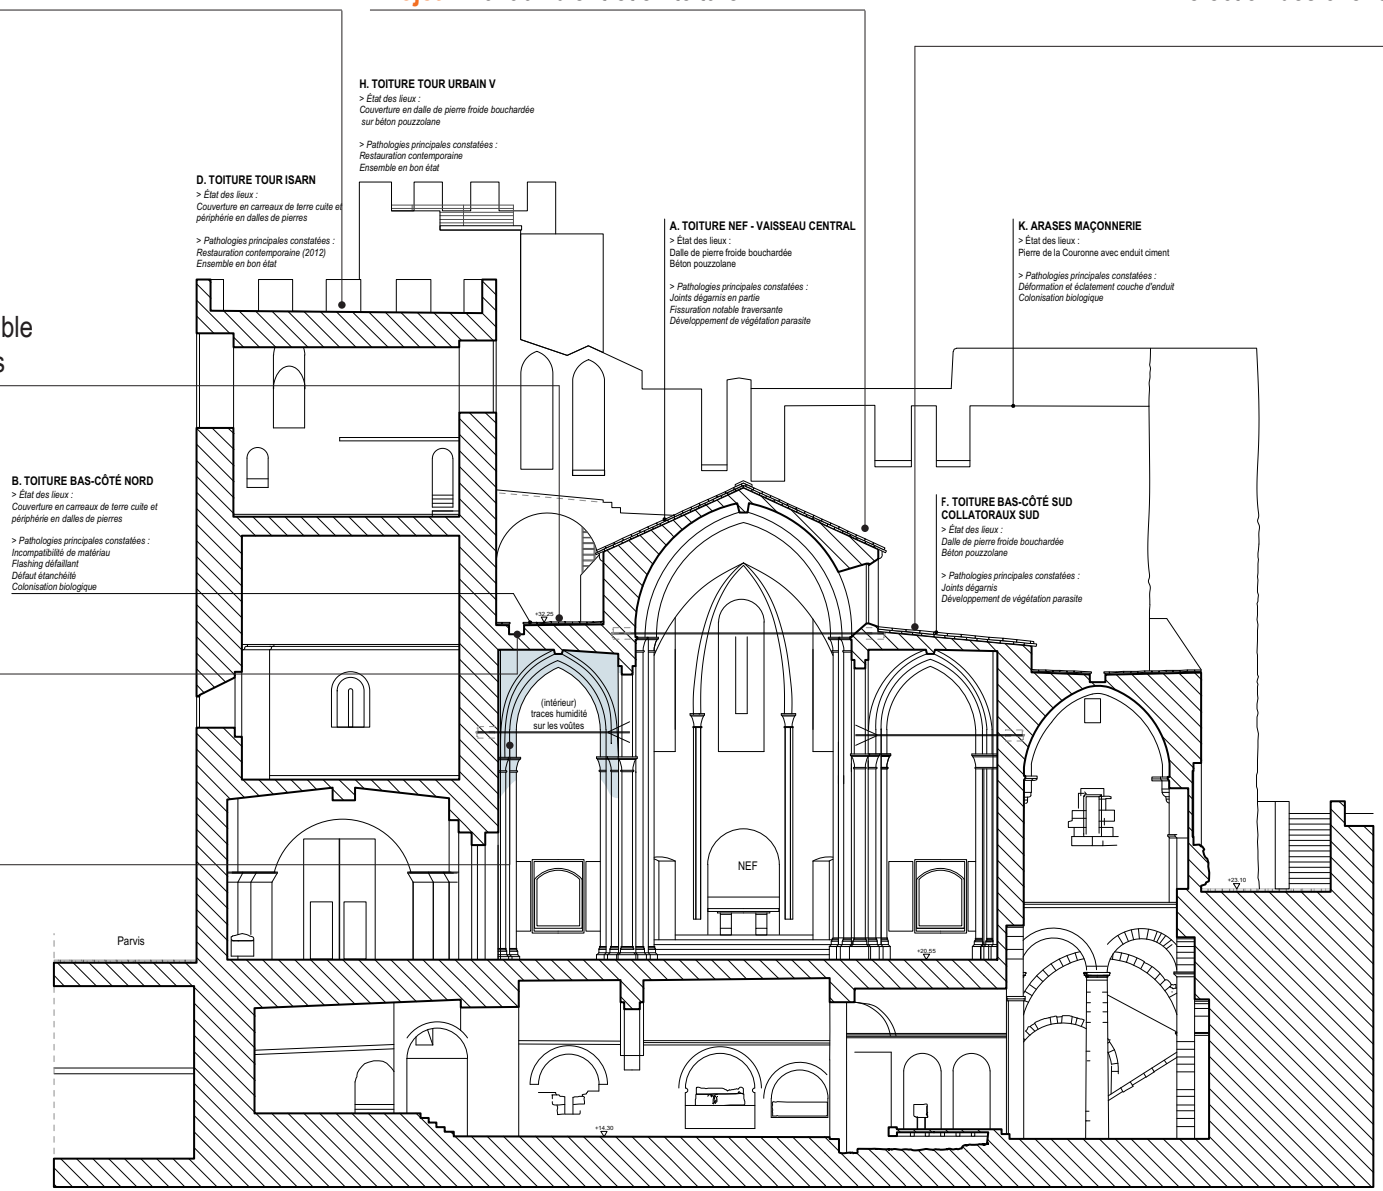 H. TOITURE TOUR URBAIN V
> État des lieux :
Couverture en dalle de pierre froide bouchardée
sur béton pouzzolane
> Pathologies principales constatées :
Restauration contemporaine
Ensemble en bon état
D. TOITURE TOUR ISARN
> État des lieux :
Couverture en carreaux de terre cuite et
périphérie en dalles de pierres
> Pathologies principales constatées :
Restauration contemporaine (2012)
Ensemble en bon état
A. TOITURE NEF - VAISSEAU CENTRAL
> État des lieux :
Dalle de pierre froide bouchardée
Béton pouzzolane
> Pathologies principales constatées :
Joints dégarnis en partie
Fissuration notable traversante
Développement de végétation parasite
K. ARASES MAÇONNERIE
> État des lieux :
Pierre de la Couronne avec enduit ciment
> Pathologies principales constatées :
Déformation et éclatement couche d'enduit
Colonisation biologique
ble
s
B. TOITURE BAS-CÔTÉ NORD
> État des lieux :
Couverture en carreaux de terre cuite et
périphérie en dalles de pierres
> Pathologies principales constatées :
Incompatibilité de matériau
Flashing défaillant
Défaut étanchéité
Colonisation biologique
F. TOITURE BAS-CÔTÉ SUD
COLLATORAUX SUD
> État des lieux :
Dalle de pierre froide bouchardée
Béton pouzzolane
> Pathologies principales constatées :
Joints dégarnis
Développement de végétation parasite
+32.25
(intérieur)
traces humidité
sur les voûtes
NEF
+23.10
Parvis
+20.55
+14.30